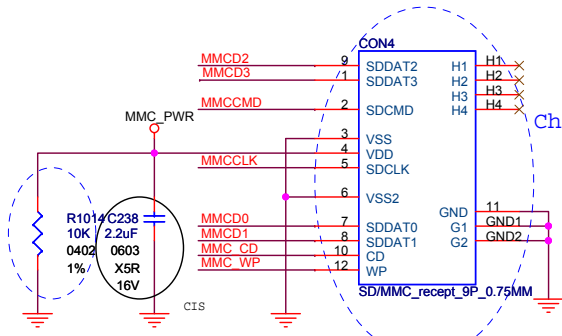 CON4
MMCD2 9 SDDAT2 H1 H1
MMCD3 1 SDDAT3 H2 H2
H3 H3
MMCCMD 2 SDCMD H4 H4
Ch
MMC_PWR
3 VSS
4 VDD
MMCCLK 5 SDCLK
6 VSS2
GND 11
MMCD0 7 SDDAT0 G1 GND1
MMCD1 8 SDDAT1 G2 GND2
MMC_CD 10 CD
MMC_WP 12 WP
SD/MMC_recept_9P_0.75MM
R1014 C238
10K 2.2uF
0402 0603
1% X5R
16V
CIS